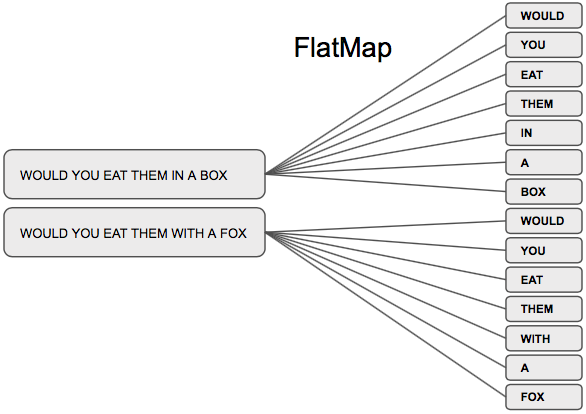 FlatMap
WOULD YOU EAT THEM IN A BOX
WOULD YOU EAT THEM WITH A FOX
WOULD
YOU
EAT
THEM
IN
A
BOX
WOULD
YOU
EAT
THEM
WITH
A
FOX